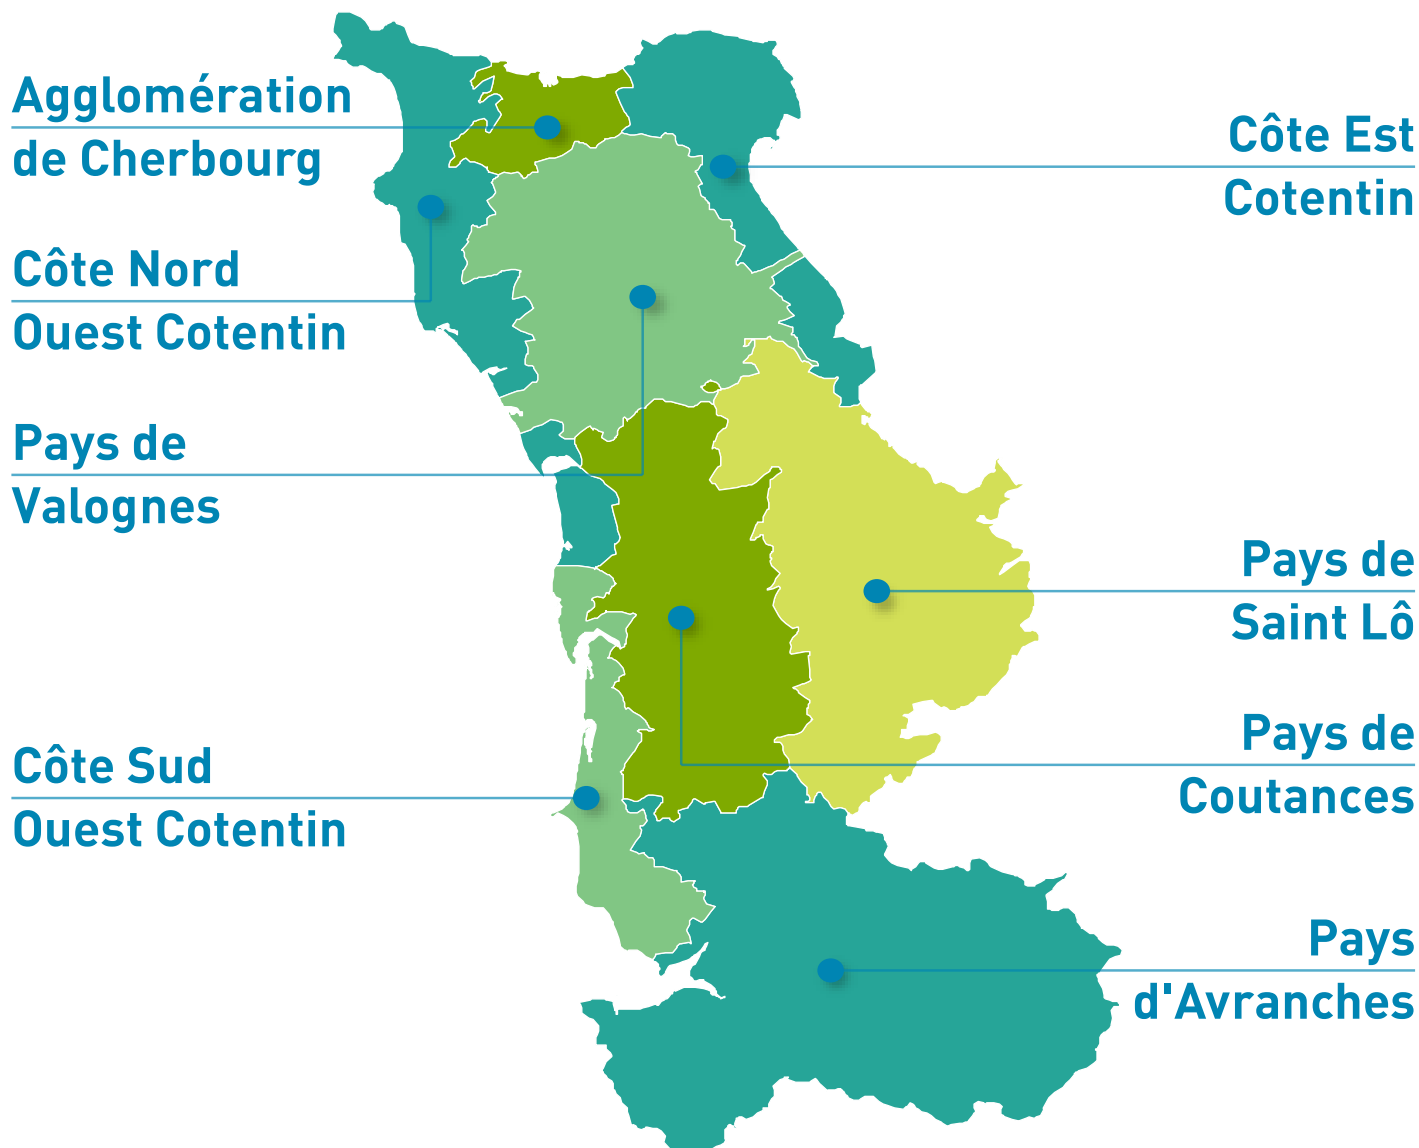 Agglomération
de Cherbourg
Côte Nord
Ouest Cotentin
Pays de
Valognes
Côte Sud
Ouest Cotentin
Côte Est
Cotentin
Pays de
Saint Lô
Pays de
Coutances
Pays
d'Avranches